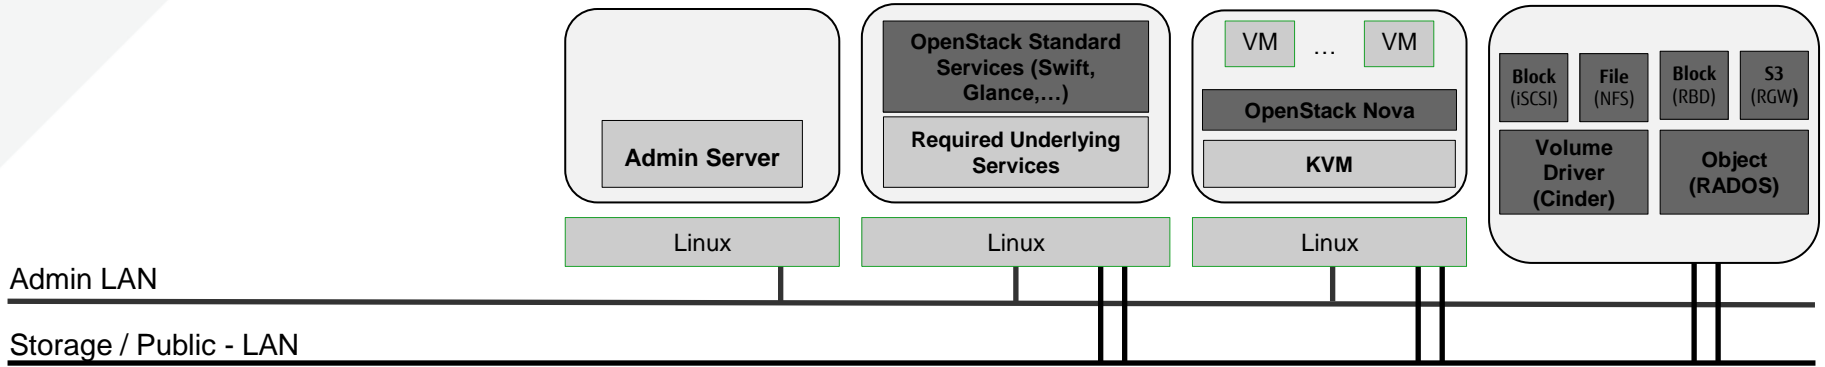 Admin Server
Linux
OpenStack Standard
Services (Swift,
Glance,...)
Required Underlying
Services
Linux
VM ... VM
OpenStack Nova
KVM
Linux
Block
(iSCSI)
File
(NFS)
Block
(RBD)
S3
(RGW)
Volume
Driver
(Cinder)
Object
(RADOS)
Admin LAN
Storage / Public - LAN